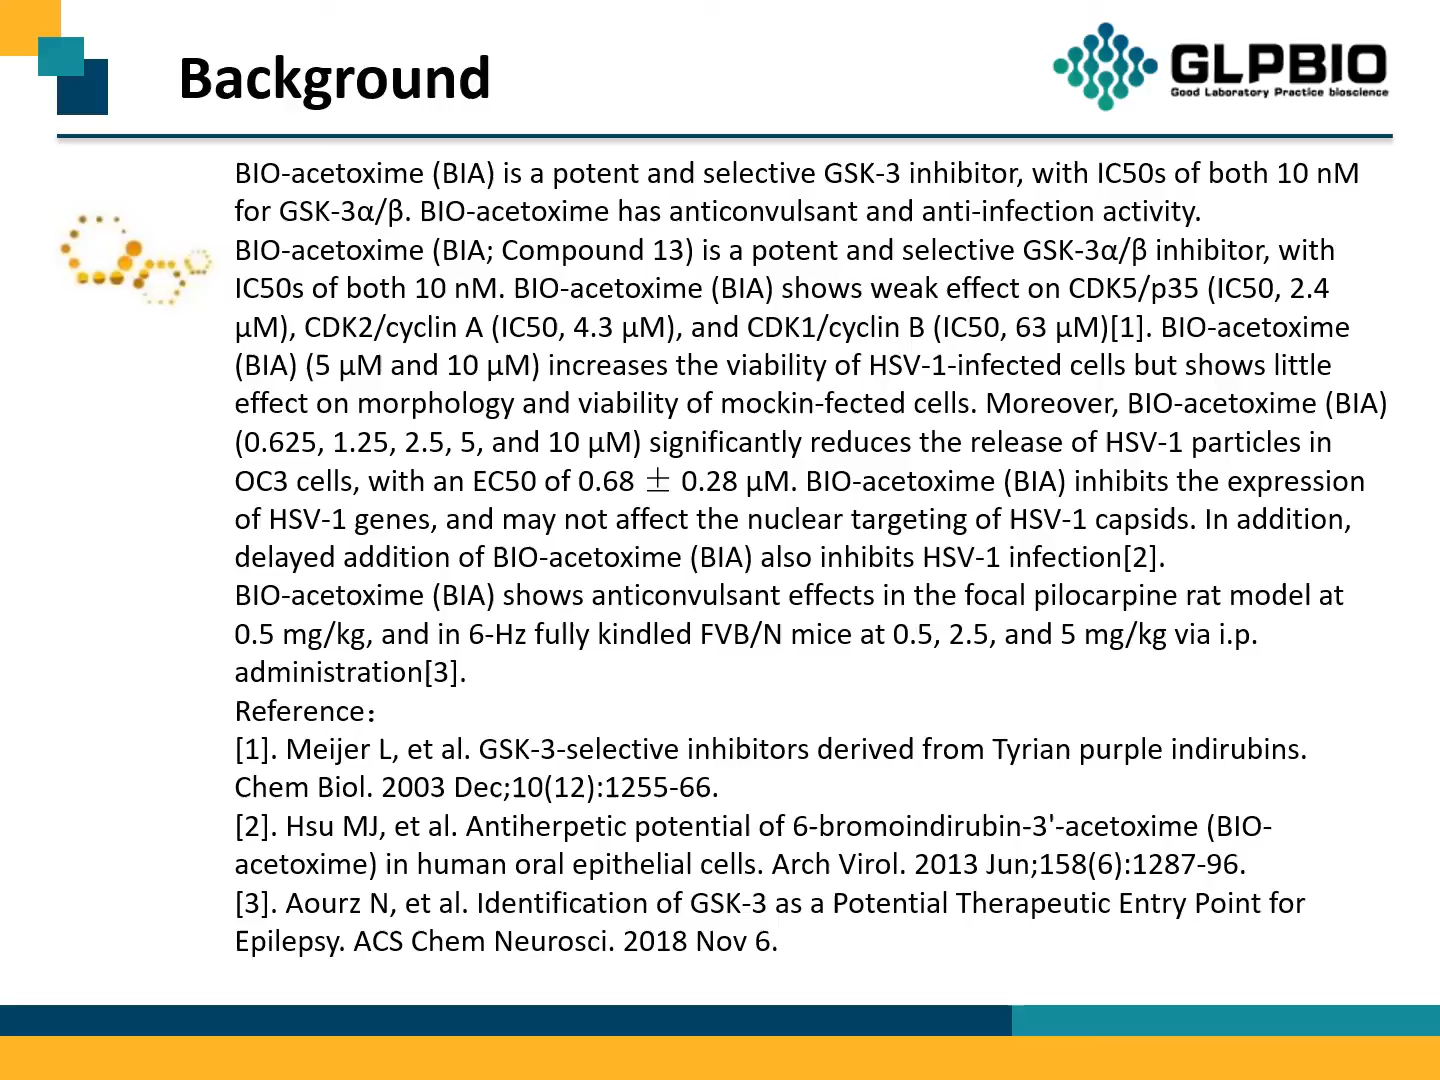 Background
GLPBIO
Good Laboratory Practice bioscience
BIO-acetoxime (BIA) is a potent and selective GSK-3 inhibitor, with IC50s of both 10 nM
for GSK-3α/β. BIO-acetoxime has anticonvulsant and anti-infection activity.
BIO-acetoxime (BIA; Compound 13) is a potent and selective GSK-3α/β inhibitor, with
IC50s of both 10 nM. BIO-acetoxime (BIA) shows weak effect on CDK5/p35 (IC50, 2.4
μM), CDK2/cyclin A (IC50, 4.3 μM), and CDK1/cyclin B (IC50, 63 μM)[1]. BIO-acetoxime
(BIA) (5 μM and 10 μM) increases the viability of HSV-1-infected cells but shows little
effect on morphology and viability of mockin-fected cells. Moreover, BIO-acetoxime (BIA)
(0.625, 1.25, 2.5, 5, and 10 μM) significantly reduces the release of HSV-1 particles in
OC3 cells, with an EC50 of 0.68 ± 0.28 μM. BIO-acetoxime (BIA) inhibits the expression
of HSV-1 genes, and may not affect the nuclear targeting of HSV-1 capsids. In addition,
delayed addition of BIO-acetoxime (BIA) also inhibits HSV-1 infection[2].
BIO-acetoxime (BIA) shows anticonvulsant effects in the focal pilocarpine rat model at
0.5 mg/kg, and in 6-Hz fully kindled FVB/N mice at 0.5, 2.5, and 5 mg/kg via i.p.
administration[3].
Reference：
[1]. Meijer L, et al. GSK-3-selective inhibitors derived from Tyrian purple indirubins.
Chem Biol. 2003 Dec;10(12):1255-66.
[2]. Hsu MJ, et al. Antiherpetic potential of 6-bromoindirubin-3'-acetoxime (BIO-
acetoxime) in human oral epithelial cells. Arch Virol. 2013 Jun;158(6):1287-96.
[3]. Aourz N, et al. Identification of GSK-3 as a Potential Therapeutic Entry Point for
Epilepsy. ACS Chem Neurosci. 2018 Nov 6.